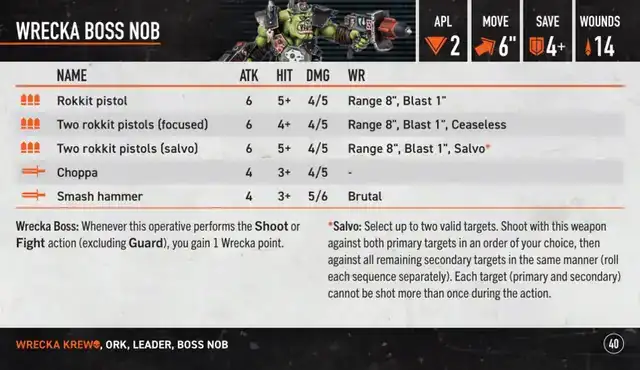 WRECKA BOSS NOB
APL MOVE SAVE WOUNDS
2 6" 4+ 14
NAME ATK HIT DMG WR
Rokkit pistol 6 5+ 4/5 Range 8", Blast 1"
Two rokkit pistols (focused) 6 4+ 4/5 Range 8", Blast 1", Ceaseless
Two rokkit pistols (salvo) 6 5+ 4/5 Range 8", Blast 1", Salvo*
Choppa 4 3+ 4/5 -
Smash hammer 4 3+ 5/6 Brutal
Wrecka Boss: Whenever this operative performs the Shoot or
Fight action (excluding Guard), you gain 1 Wrecka point.
*Salvo: Select up to two valid targets. Shoot with this weapon
against both primary targets in an order of your choice, then
against all remaining secondary targets in the same manner (roll
each sequence separately). Each target (primary and secondary)
cannot be shot more than once during the action.
WRECKA KREW, ORK, LEADER, BOSS NOB
40